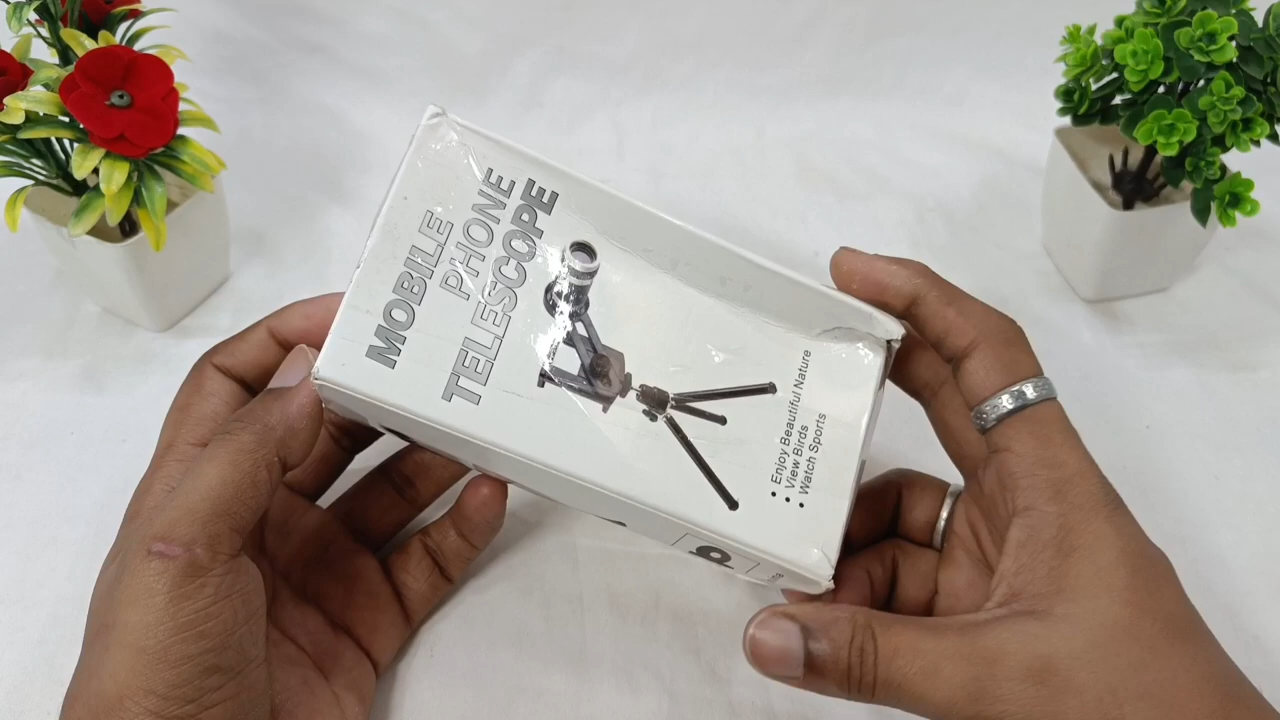 MOBILE
PHONE
TELESCOPE
• Enjoy Beautiful Nature
• View Birds
• Watch Sports